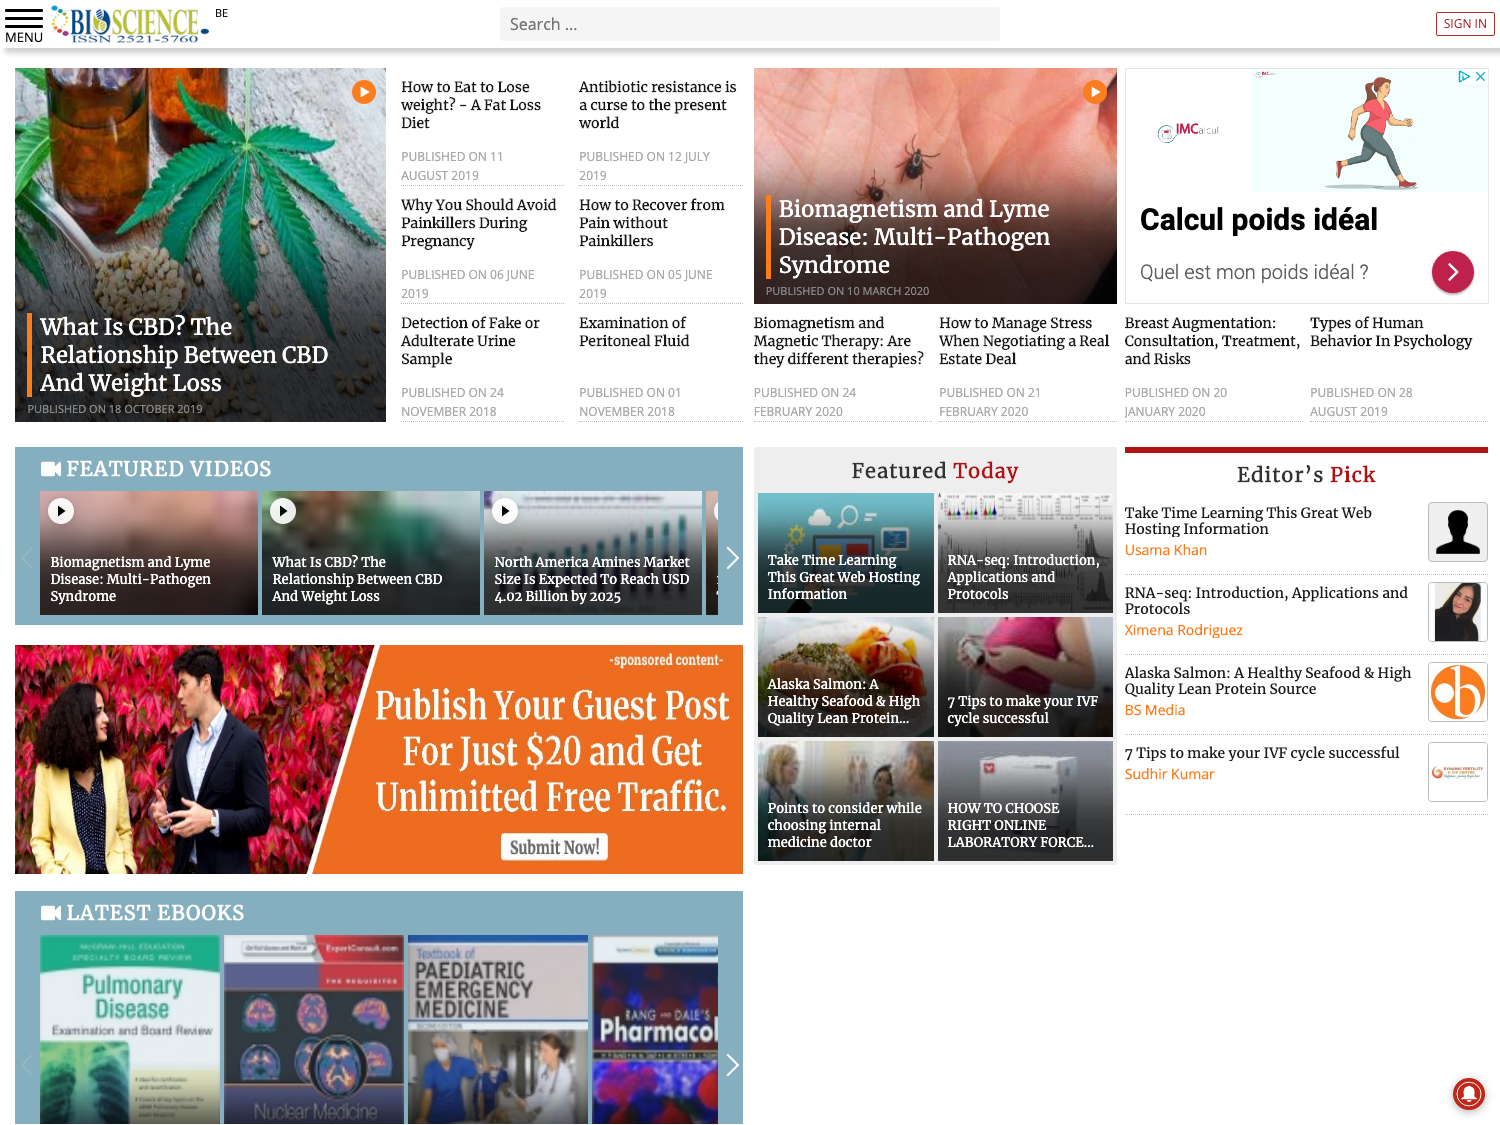 MENU
BIOSCIENCE
ISSN 2521-5760
BE
Search ...
SIGN IN
What Is CBD? The
Relationship Between CBD
And Weight Loss
PUBLISHED ON 18 OCTOBER 2019
How to Eat to Lose
weight? - A Fat Loss
Diet
PUBLISHED ON 11
AUGUST 2019
Antibiotic resistance is
a curse to the present
world
PUBLISHED ON 12 JULY
2019
Why You Should Avoid
Painkillers During
Pregnancy
PUBLISHED ON 06 JUNE
2019
How to Recover from
Pain without
Painkillers
PUBLISHED ON 05 JUNE
2019
Detection of Fake or
Adulterate Urine
Sample
PUBLISHED ON 24
NOVEMBER 2018
Examination of
Peritoneal Fluid
PUBLISHED ON 01
NOVEMBER 2018
Biomagnetism and Lyme
Disease: Multi-Pathogen
Syndrome
PUBLISHED ON 10 MARCH 2020
Biomagnetism and
Magnetic Therapy: Are
they different therapies?
PUBLISHED ON 24
FEBRUARY 2020
How to Manage Stress
When Negotiating a Real
Estate Deal
PUBLISHED ON 21
FEBRUARY 2020
IMCalcul
Calcul poids idéal
Quel est mon poids idéal ?
Breast Augmentation:
Consultation, Treatment,
and Risks
PUBLISHED ON 20
JANUARY 2020
Types of Human
Behavior In Psychology
PUBLISHED ON 28
AUGUST 2019
FEATURED VIDEOS
Biomagnetism and Lyme
Disease: Multi-Pathogen
Syndrome
What Is CBD? The
Relationship Between CBD
And Weight Loss
North America Amines Market
Size Is Expected To Reach USD
4.02 Billion by 2025
-sponsored content-
Publish Your Guest Post
For Just $20 and Get
Unlimitted Free Traffic.
Submit Now!
LATEST EBOOKS
McGRAW-HILL EDUCATION
SPECIALTY BOARD REVIEW
Pulmonary
Disease
Examination and Board Review
ExpertConsult.com
THE REQUISITES
Nuclear Medicine
Textbook of
PAEDIATRIC
EMERGENCY
MEDICINE
SECOND EDITION
RANG AND DALE'S
Pharmacol
Featured Today
Take Time Learning
This Great Web Hosting
Information
RNA-seq: Introduction,
Applications and
Protocols
Alaska Salmon: A
Healthy Seafood & High
Quality Lean Protein...
7 Tips to make your IVF
cycle successful
Points to consider while
choosing internal
medicine doctor
HOW TO CHOOSE
RIGHT ONLINE
LABORATORY FORCE...
Editor's Pick
Take Time Learning This Great Web
Hosting Information
Usama Khan
RNA-seq: Introduction, Applications and
Protocols
Ximena Rodriguez
Alaska Salmon: A Healthy Seafood & High
Quality Lean Protein Source
BS Media
7 Tips to make your IVF cycle successful
Sudhir Kumar